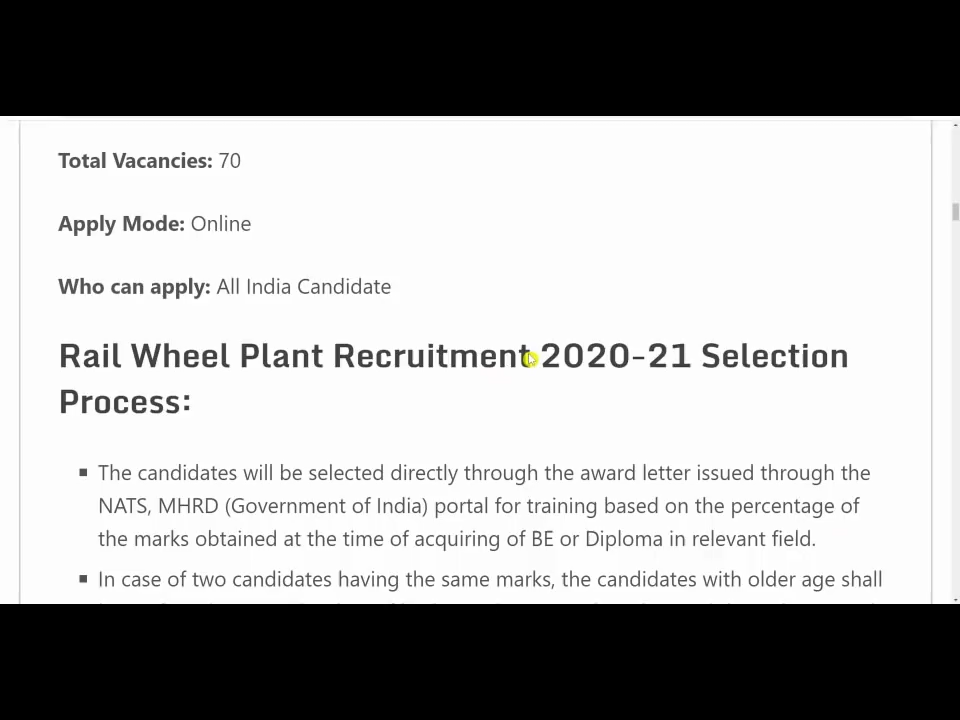 Total Vacancies: 70
Apply Mode: Online
Who can apply: All India Candidate
Rail Wheel Plant Recruitment 2020-21 Selection
Process:
▪ The candidates will be selected directly through the award letter issued through the
NATS, MHRD (Government of India) portal for training based on the percentage of
the marks obtained at the time of acquiring of BE or Diploma in relevant field.
▪ In case of two candidates having the same marks, the candidates with older age shall